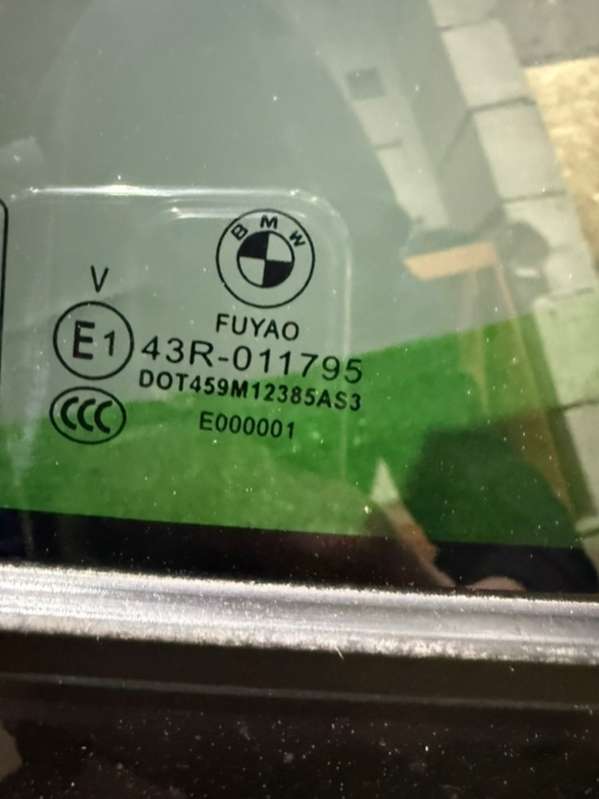 BMW
FUYAO
V
E1
43R-011795
DOT459M12385AS3
CCC
E000001